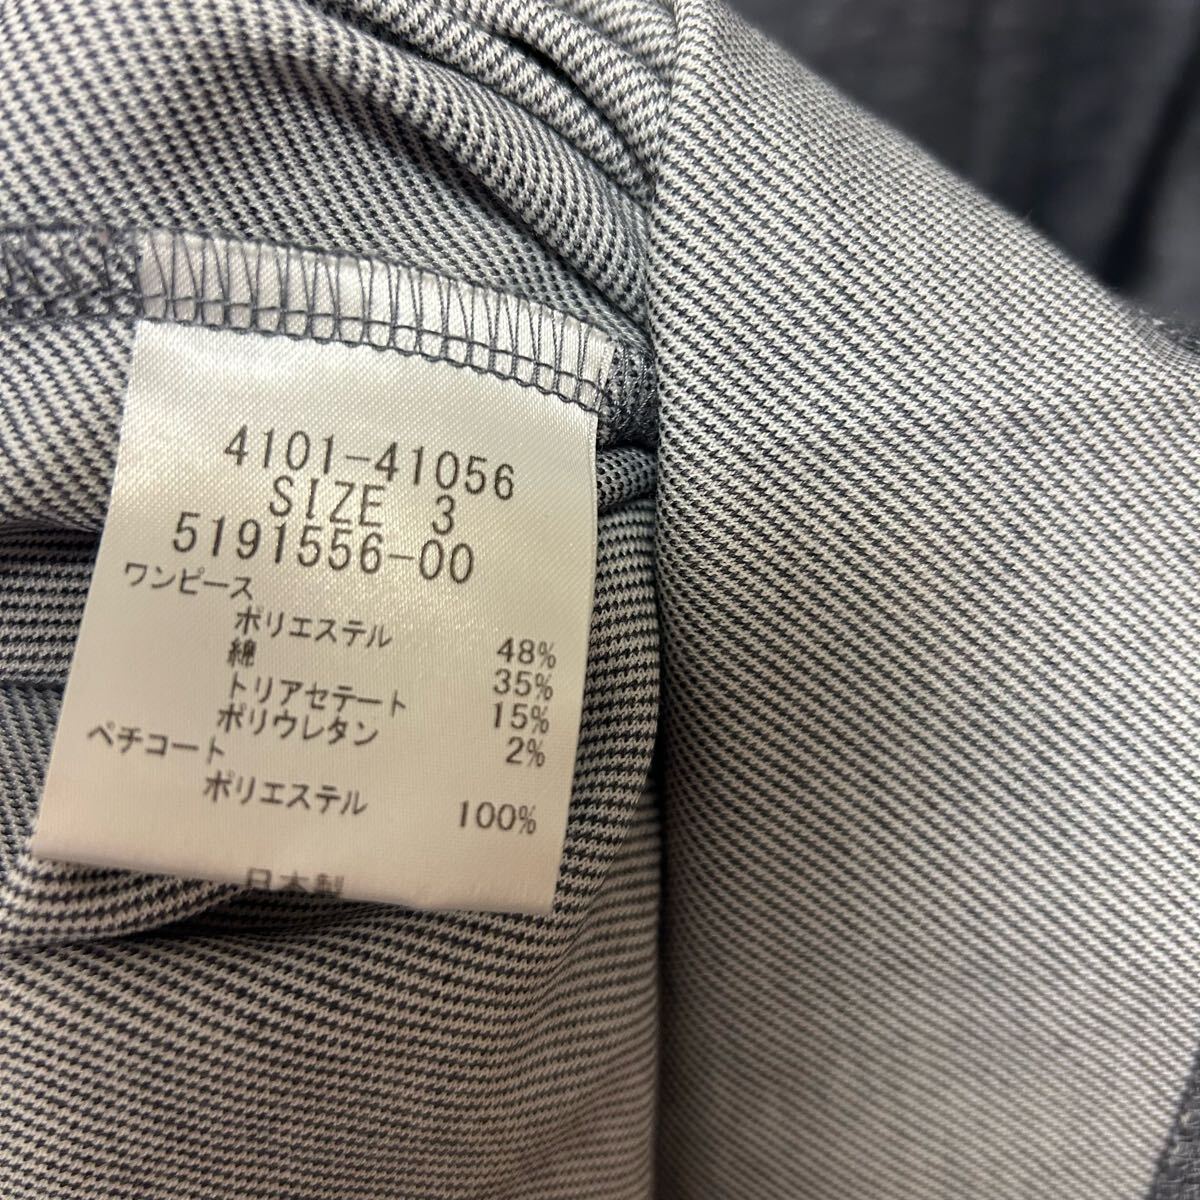 4101-41056
SIZE 3
5191556-00
ワンピース
ポリエステル 48%
綿 35%
トリアセテート 15%
ポリウレタン 2%
ペチコート
ポリエステル 100%
日本製